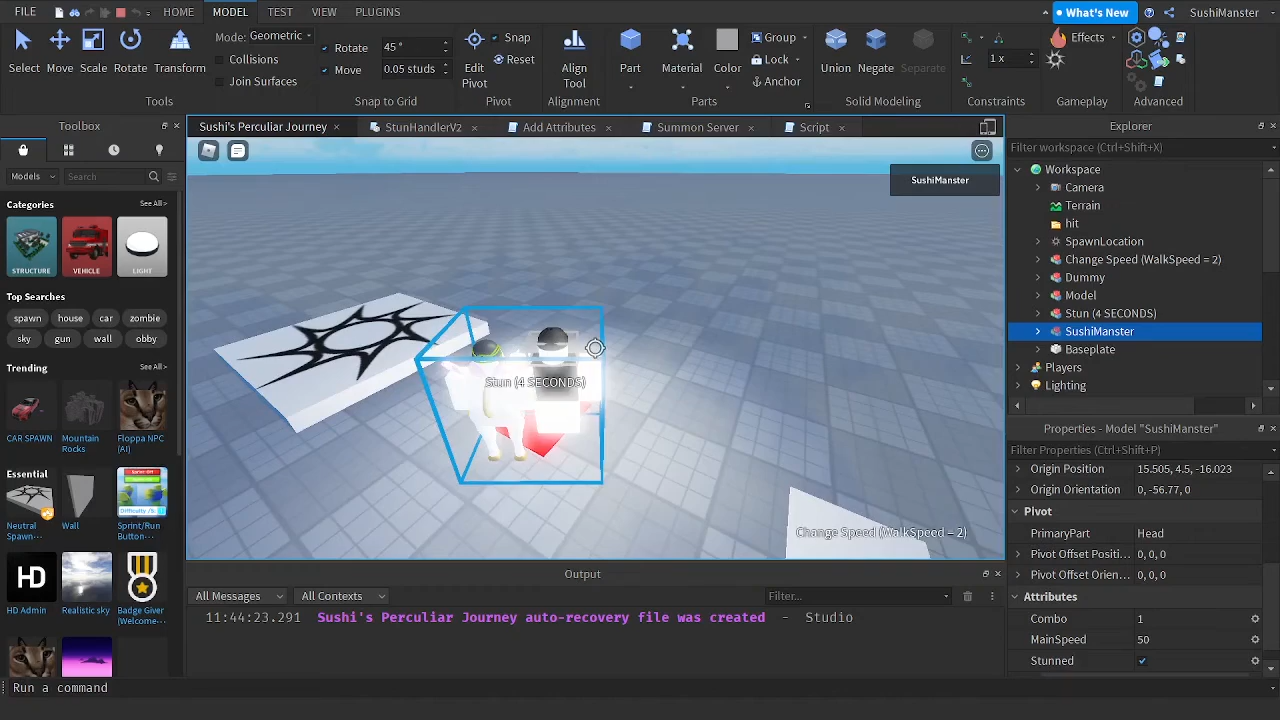 FILE HOME MODEL TEST VIEW PLUGINS What's New SushiManster
Select Move Scale Rotate Transform
Mode: Geometric
Collisions
Join Surfaces
Tools
Rotate 45 °
Move 0.05 studs
Snap to Grid
Edit Pivot
Snap
Reset
Pivot
Align Tool
Alignment
Part Material Color
Group
Lock
Anchor
Parts
Union Negate Separate
Solid Modeling
1 x
Constraints
Effects
Gameplay
Advanced
Toolbox
Models Search
Categories See All>
STRUCTURE VEHICLE LIGHT
Top Searches
spawn house car zombie
sky gun wall obby
Trending See All>
CAR SPAWN
Mountain Rocks
Floppa NPC (AI)
Essential
Neutral Spawn···
Wall
Sprint/Run Button···
HD
HD Admin
Realistic sky
Badge Giver (Welcome···
Sushi's Perculiar Journey StunHandlerV2 Add Attributes Summon Server Script
SushiManster
Stun (4 SECONDS)
Change Speed (WalkSpeed = 2)
Output
All Messages All Contexts Filter...
11:44:23.291 Sushi's Perculiar Journey auto-recovery file was created - Studio
Explorer
Filter workspace (Ctrl+Shift+X)
Workspace
Camera
Terrain
hit
SpawnLocation
Change Speed (WalkSpeed = 2)
Dummy
Model
Stun (4 SECONDS)
SushiManster
Baseplate
Players
Lighting
Properties - Model "SushiManster"
Filter Properties (Ctrl+Shift+P)
Origin Position 15.505, 4.5, -16.023
Origin Orientation 0, -56.77, 0
Pivot
PrimaryPart Head
Pivot Offset Positi... 0, 0, 0
Pivot Offset Orien... 0, 0, 0
Attributes
Combo 1
MainSpeed 50
Stunned
Run a command